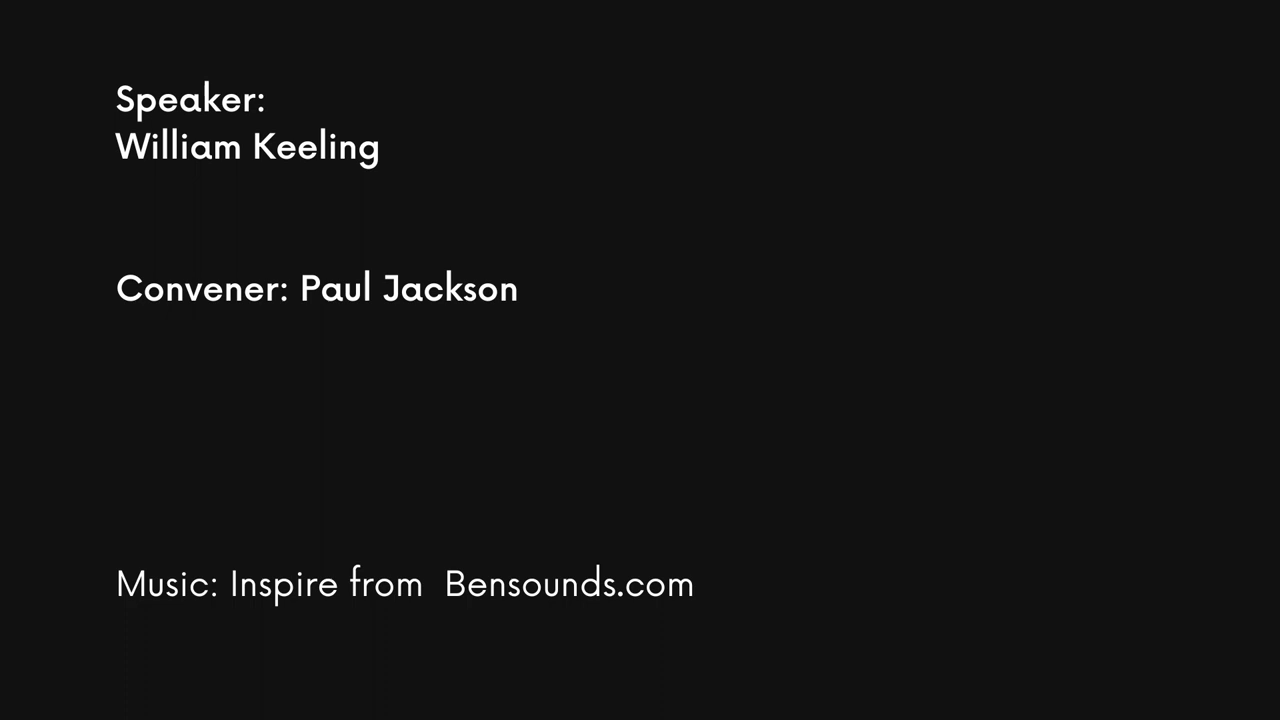 Speaker:
William Keeling
Convener: Paul Jackson
Music: Inspire from  Bensounds.com